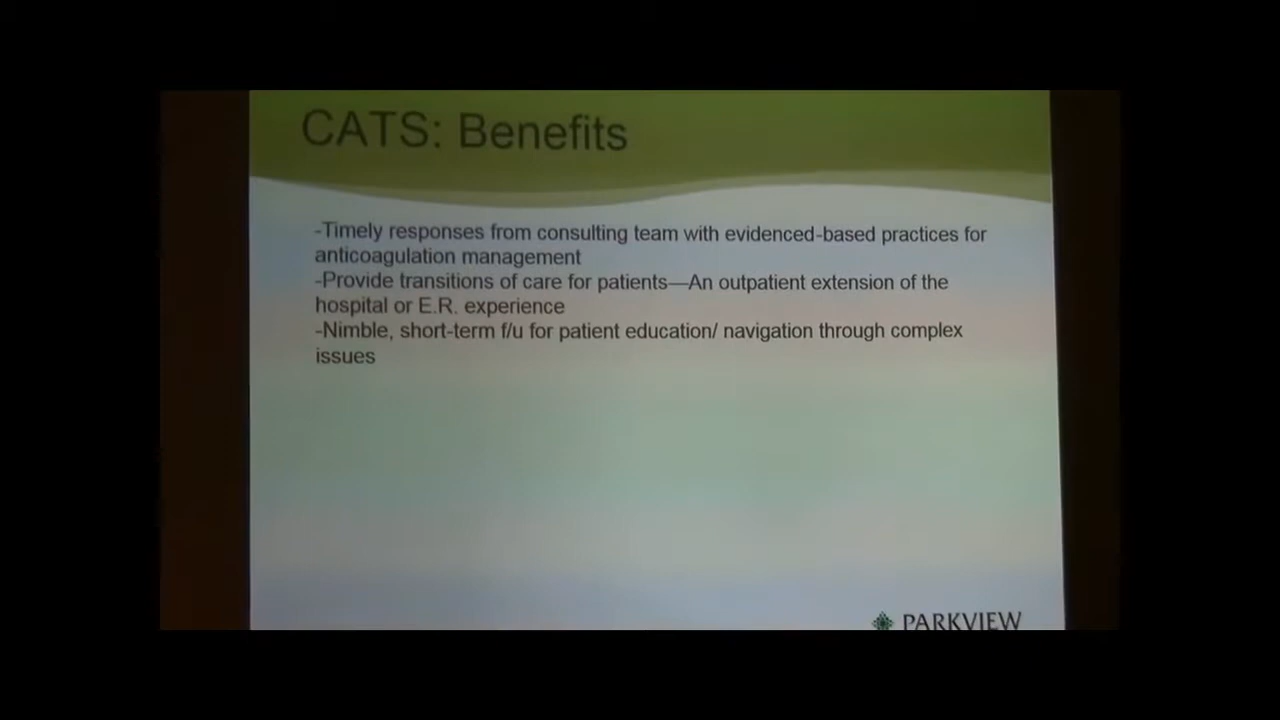 CATS: Benefits
-Timely responses from consulting team with evidenced-based practices for
anticoagulation management
-Provide transitions of care for patients—An outpatient extension of the
hospital or E.R. experience
-Nimble, short-term f/u for patient education/ navigation through complex
issues
PARKVIEW